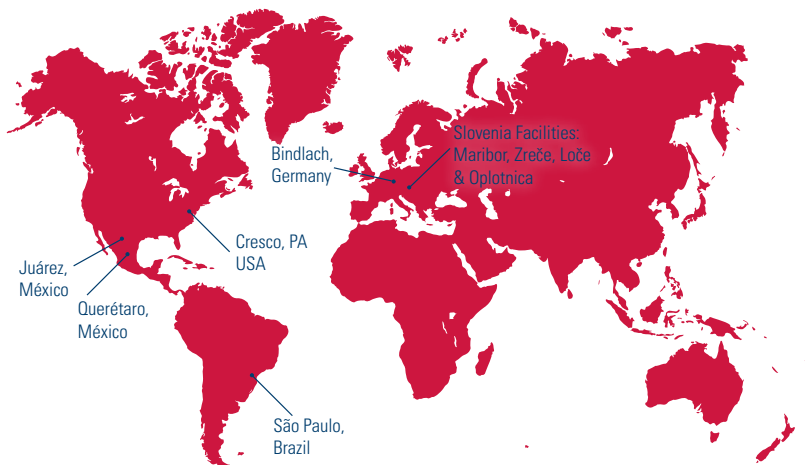 Slovenia Facilities:
Maribor, Zreče, Loče
& Oplotnica
Bindlach,
Germany
Cresco, PA
USA
Juárez,
México
Querétaro,
México
São Paulo,
Brazil